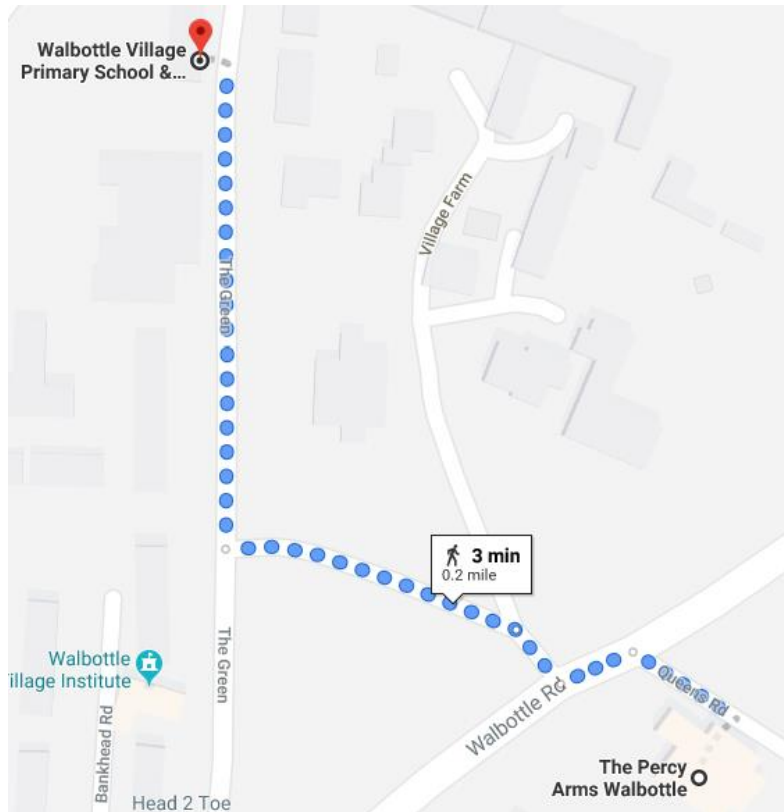 Walbottle Village
Primary School &...
Village Farm
The Green
3 min
0.2 mile
The Green
Walbottle
illage Institute
Bankhead Rd
Walbottle Rd
Queens Rd
The Percy
Arms Walbottle
Head 2 Toe